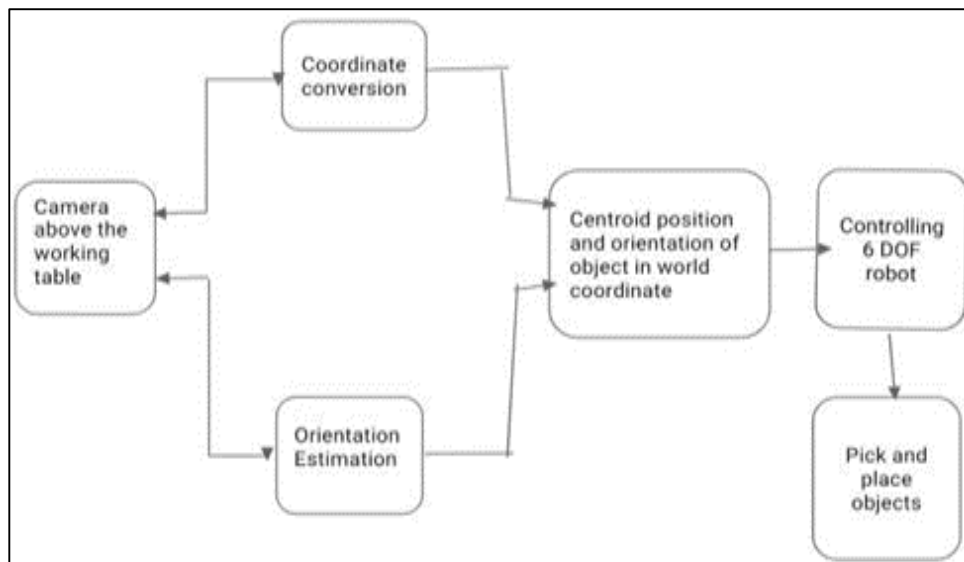 Coordinate
conversion
Camera
above the
working
table
Centroid position
and orientation of
object in world
coordinate
Controlling
6 DOF
robot
Orientation
Estimation
Pick and
place
objects